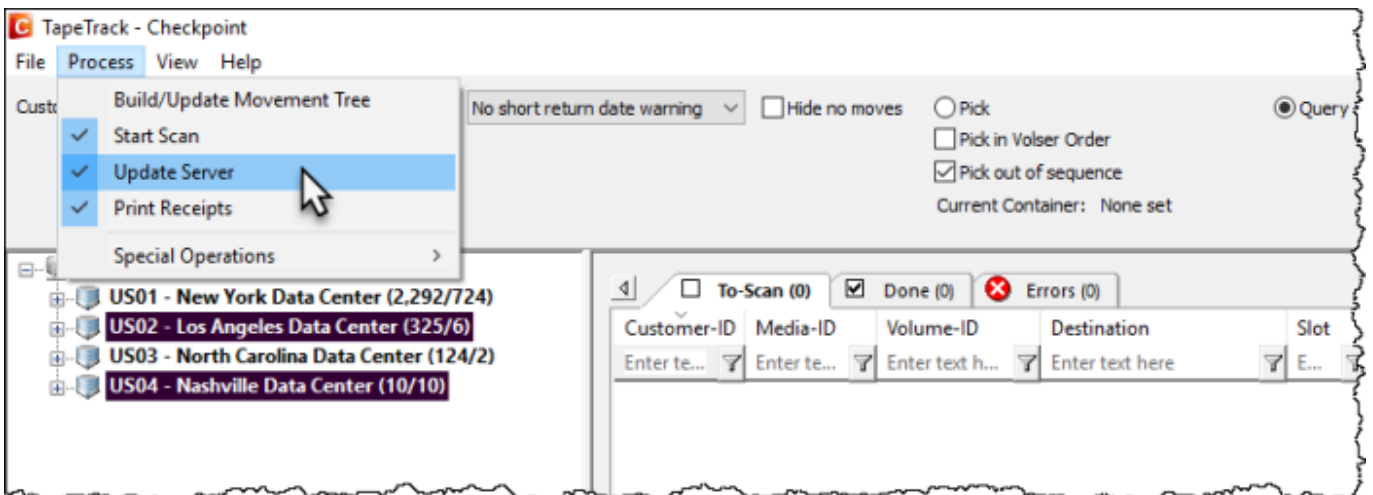 TapeTrack - Checkpoint
File Process View Help
Build/Update Movement Tree
Start Scan
Update Server
Print Receipts
Special Operations
No short return date warning
Hide no moves
Pick
Query
Pick in Volser Order
Pick out of sequence
Current Container: None set
US01 - New York Data Center (2,292/724)
US02 - Los Angeles Data Center (325/6)
US03 - North Carolina Data Center (124/2)
US04 - Nashville Data Center (10/10)
To-Scan (0) Done (0) Errors (0)
Customer-ID Media-ID Volume-ID Destination Slot
Enter te... Enter te... Enter text h... Enter text here E...